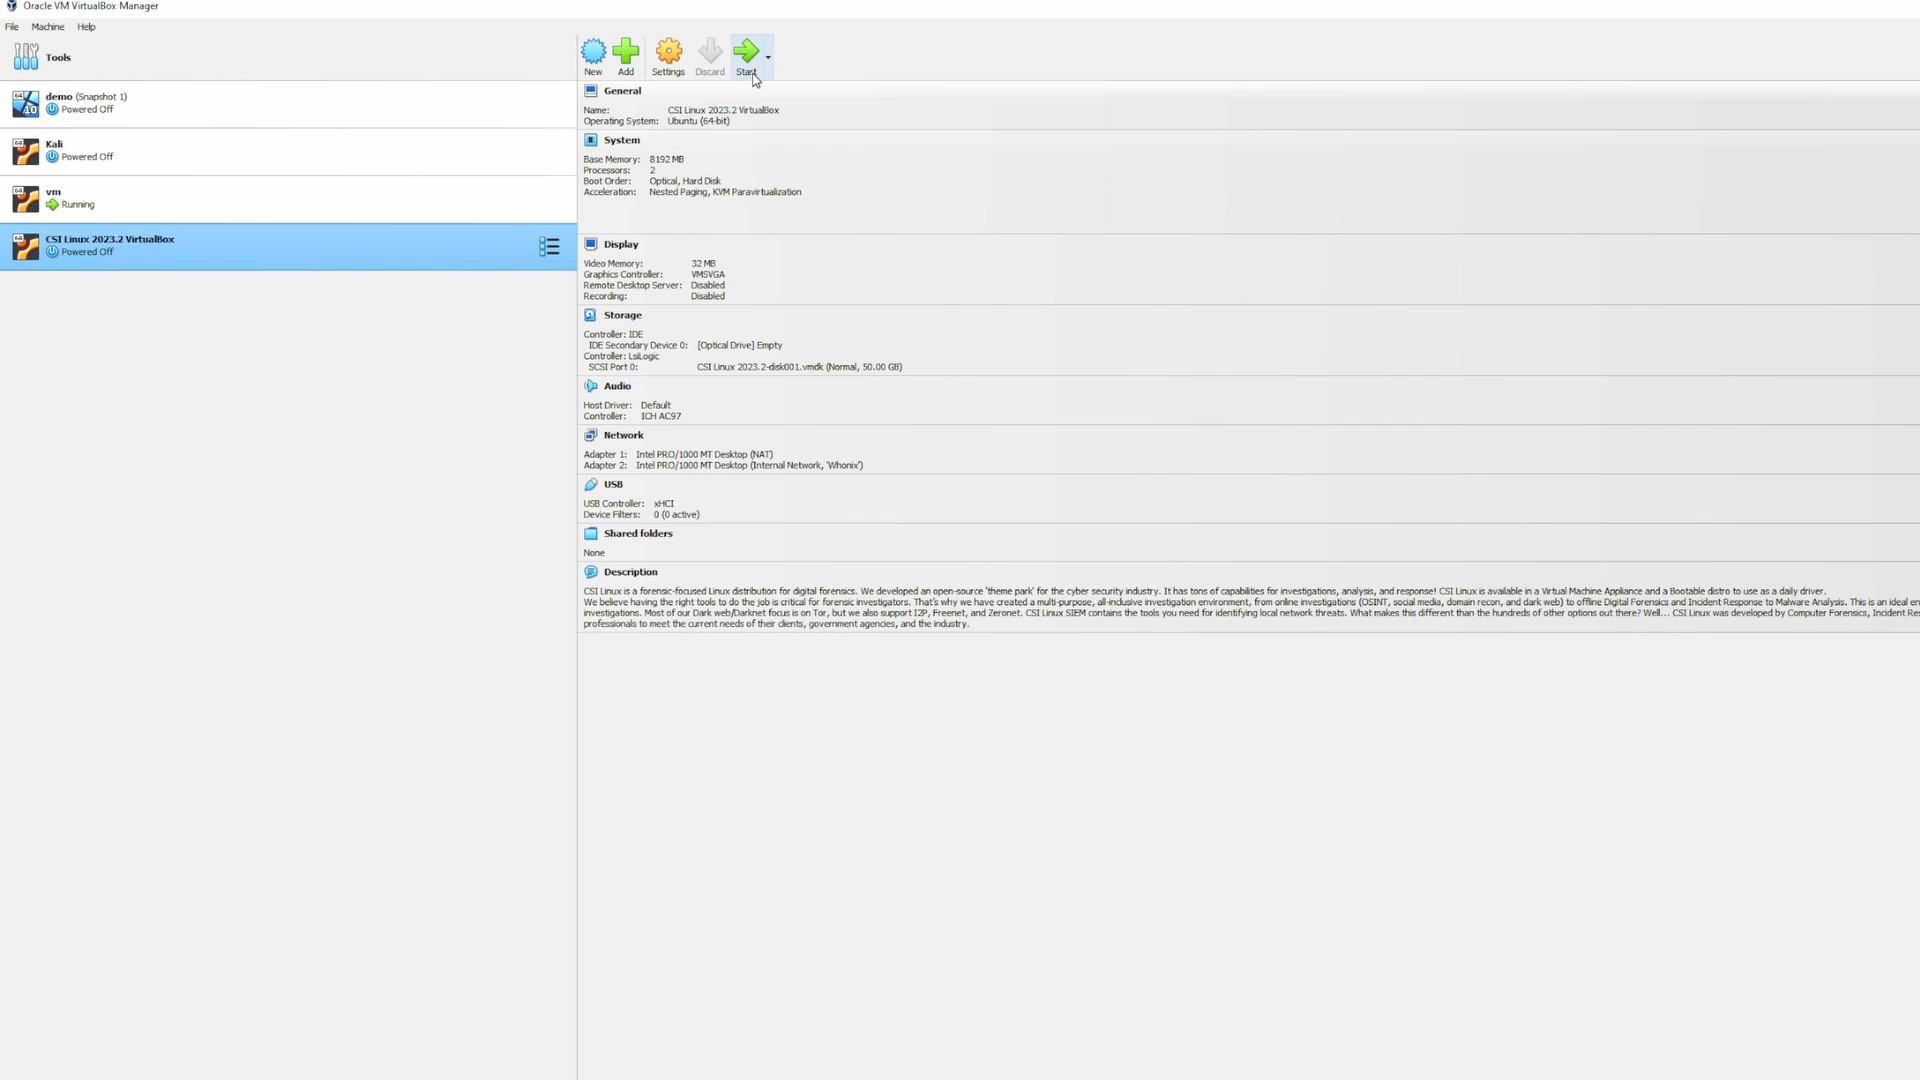 Oracle VM VirtualBox Manager
File Machine Help
Tools
New Add Settings Discard Start
64
10
demo (Snapshot 1)
Powered Off
64
Kali
Powered Off
64
vm
Running
64
CSI Linux 2023.2 VirtualBox
Powered Off
General
Name: CSI Linux 2023.2 VirtualBox
Operating System: Ubuntu (64-bit)
System
Base Memory: 8192 MB
Processors: 2
Boot Order: Optical, Hard Disk
Acceleration: Nested Paging, KVM Paravirtualization
Display
Video Memory: 32 MB
Graphics Controller: VMSVGA
Remote Desktop Server: Disabled
Recording: Disabled
Storage
Controller: IDE
IDE Secondary Device 0: [Optical Drive] Empty
Controller: LsiLogic
SCSI Port 0: CSI Linux 2023.2-disk001.vmdk (Normal, 50.00 GB)
Audio
Host Driver: Default
Controller: ICH AC97
Network
Adapter 1: Intel PRO/1000 MT Desktop (NAT)
Adapter 2: Intel PRO/1000 MT Desktop (Internal Network, 'Whonix')
USB
USB Controller: xHCI
Device Filters: 0 (0 active)
Shared folders
None
Description
CSI Linux is a forensic-focused Linux distribution for digital forensics. We developed an open-source 'theme park' for the cyber security industry. It has tons of capabilities for investigations, analysis, and response! CSI Linux is available in a Virtual Machine Appliance and a Bootable distro to use as a daily driver.
We believe having the right tools to do the job is critical for forensic investigators. That's why we have created a multi-purpose, all-inclusive investigation environment, from online investigations (OSINT, social media, domain recon, and dark web) to offline Digital Forensics and Incident Response to Malware Analysis. This is an ideal en
investigations. Most of our Dark web/Darknet focus is on Tor, but we also support I2P, Freenet, and Zeronet. CSI Linux SIEM contains the tools you need for identifying local network threats. What makes this different than the hundreds of other options out there? Well... CSI Linux was developed by Computer Forensics, Incident Res
professionals to meet the current needs of their clients, government agencies, and the industry.